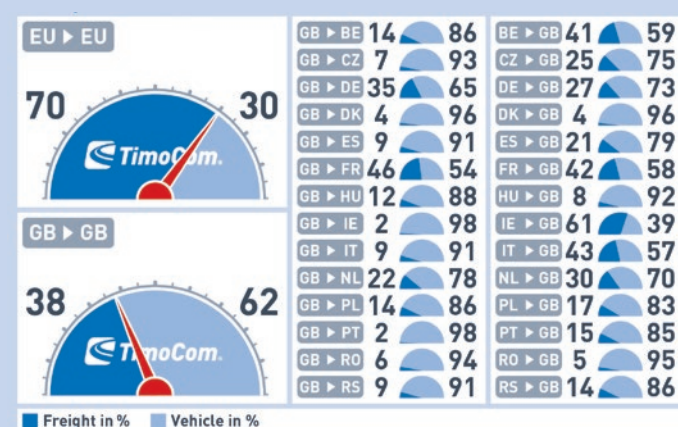 EU ▶ EU
70 30
TimoCom.
GB ▶ GB
38 62
TimoCom.
GB ▶ BE 14 86
GB ▶ CZ 7 93
GB ▶ DE 35 65
GB ▶ DK 4 96
GB ▶ ES 9 91
GB ▶ FR 46 54
GB ▶ HU 12 88
GB ▶ IE 2 98
GB ▶ IT 9 91
GB ▶ NL 22 78
GB ▶ PL 14 86
GB ▶ PT 2 98
GB ▶ RO 6 94
GB ▶ RS 9 91
BE ▶ GB 41 59
CZ ▶ GB 25 75
DE ▶ GB 27 73
DK ▶ GB 4 96
ES ▶ GB 21 79
FR ▶ GB 42 58
HU ▶ GB 8 92
IE ▶ GB 61 39
IT ▶ GB 43 57
NL ▶ GB 30 70
PL ▶ GB 17 83
PT ▶ GB 15 85
RO ▶ GB 5 95
RS ▶ GB 14 86
Freight in % Vehicle in %